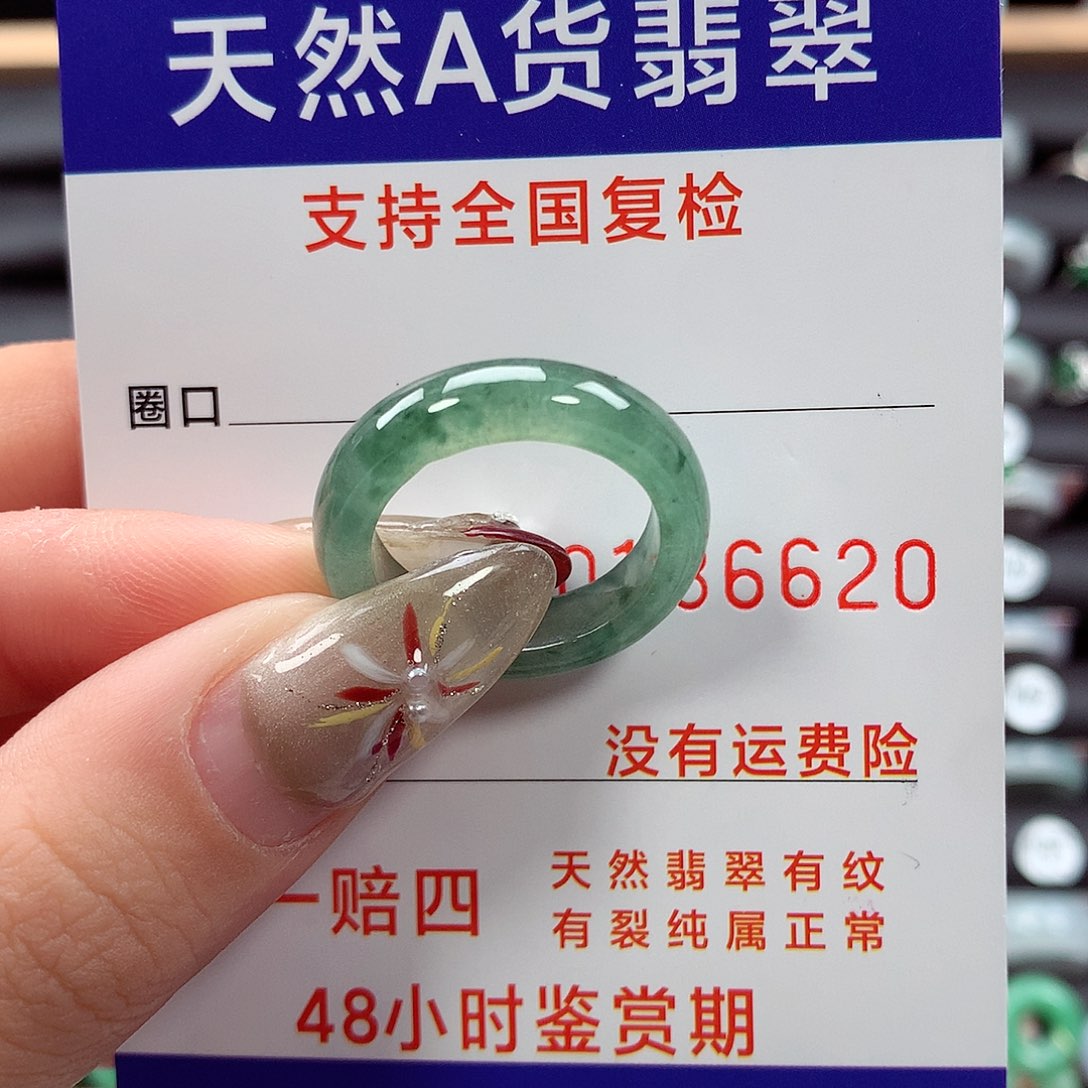 天然A货翡翠
支持全国复检
圈口
0186620
没有运费险
一赔四
天然翡翠有纹
有裂纯属正常
48小时鉴赏期